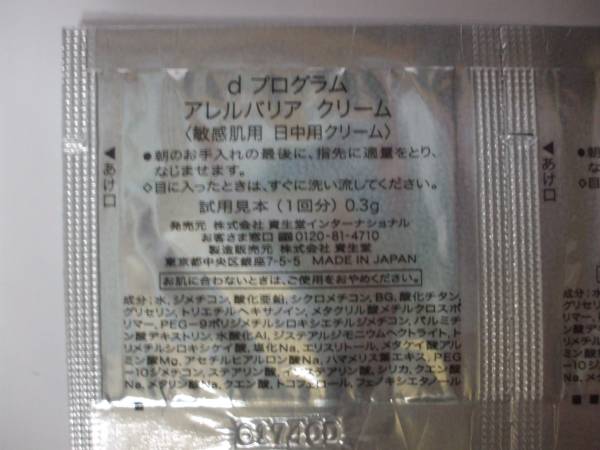 d プログラム
アレルバリア クリーム
〈敏感肌用 日中用クリーム〉
●朝のお手入れの最後に、指先に適量をとり、
なじませます。
◇目に入ったときは、すぐに洗い流してください。
試用見本（1回分）0.3g
発売元 株式会社 資生堂インターナショナル
お客さま窓口 0120-81-4710
製造販売元 株式会社 資生堂
東京都中央区銀座7-5-5 MADE IN JAPAN
お肌に合わないときは、ご使用をおやめください。
成分：水, ジメチコン, 酸化亜鉛, シクロメチコン, BG, 酸化チタン,
グリセリン, トリエチルヘキサノイン, メタクリル酸メチルクロスポ
リマー, PEG-9ポリジメチルシロキシエチルジメチコン, パルミチ
ン酸デキストリン, 水酸化Al, ジステアルジモニウムヘクトライト, ト
リメチルシロキシケイ酸, 塩化Na, エリスリトール, メタケイ酸アル
ミン酸Mg, アセチルヒアルロン酸Na, ハマメリス葉エキス, PEG
-10ジメチコン, ステアリン酸, イソステアリン酸, シリカ, クエン酸
Na, メタリン酸Na, クエン酸, トコフェロール, フェノキシエタノール
◀あけ口
◀あけ口